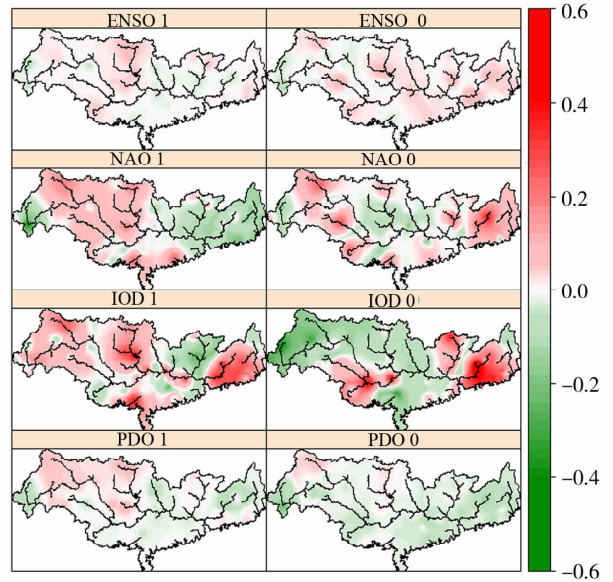 ENSO 1
ENSO 0
NAO 1
NAO 0
IOD 1
IOD 0
PDO 1
PDO 0
0.6
0.4
0.2
0.0
−0.2
−0.4
−0.6